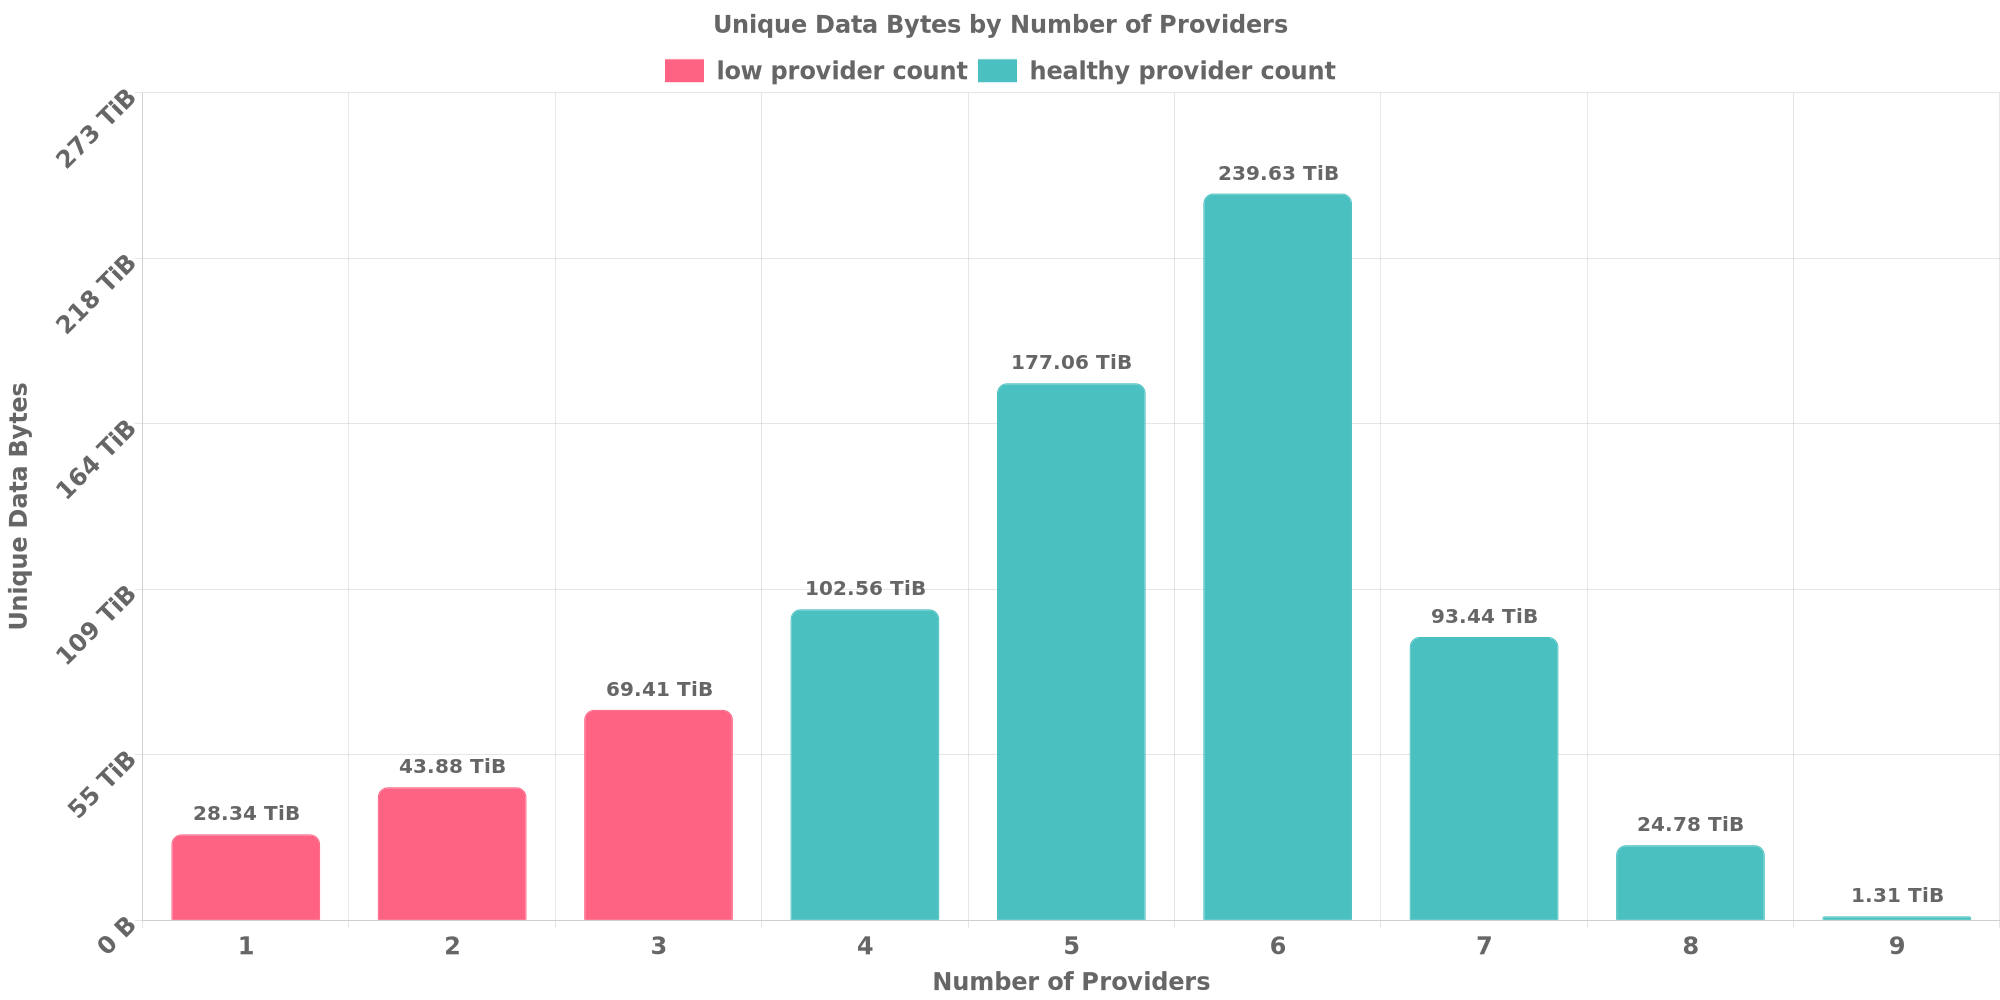 Unique Data Bytes by Number of Providers
low provider count healthy provider count
273 TiB
218 TiB
164 TiB
109 TiB
55 TiB
0 B
Unique Data Bytes
28.34 TiB
43.88 TiB
69.41 TiB
102.56 TiB
177.06 TiB
239.63 TiB
93.44 TiB
24.78 TiB
1.31 TiB
1 2 3 4 5 6 7 8 9
Number of Providers